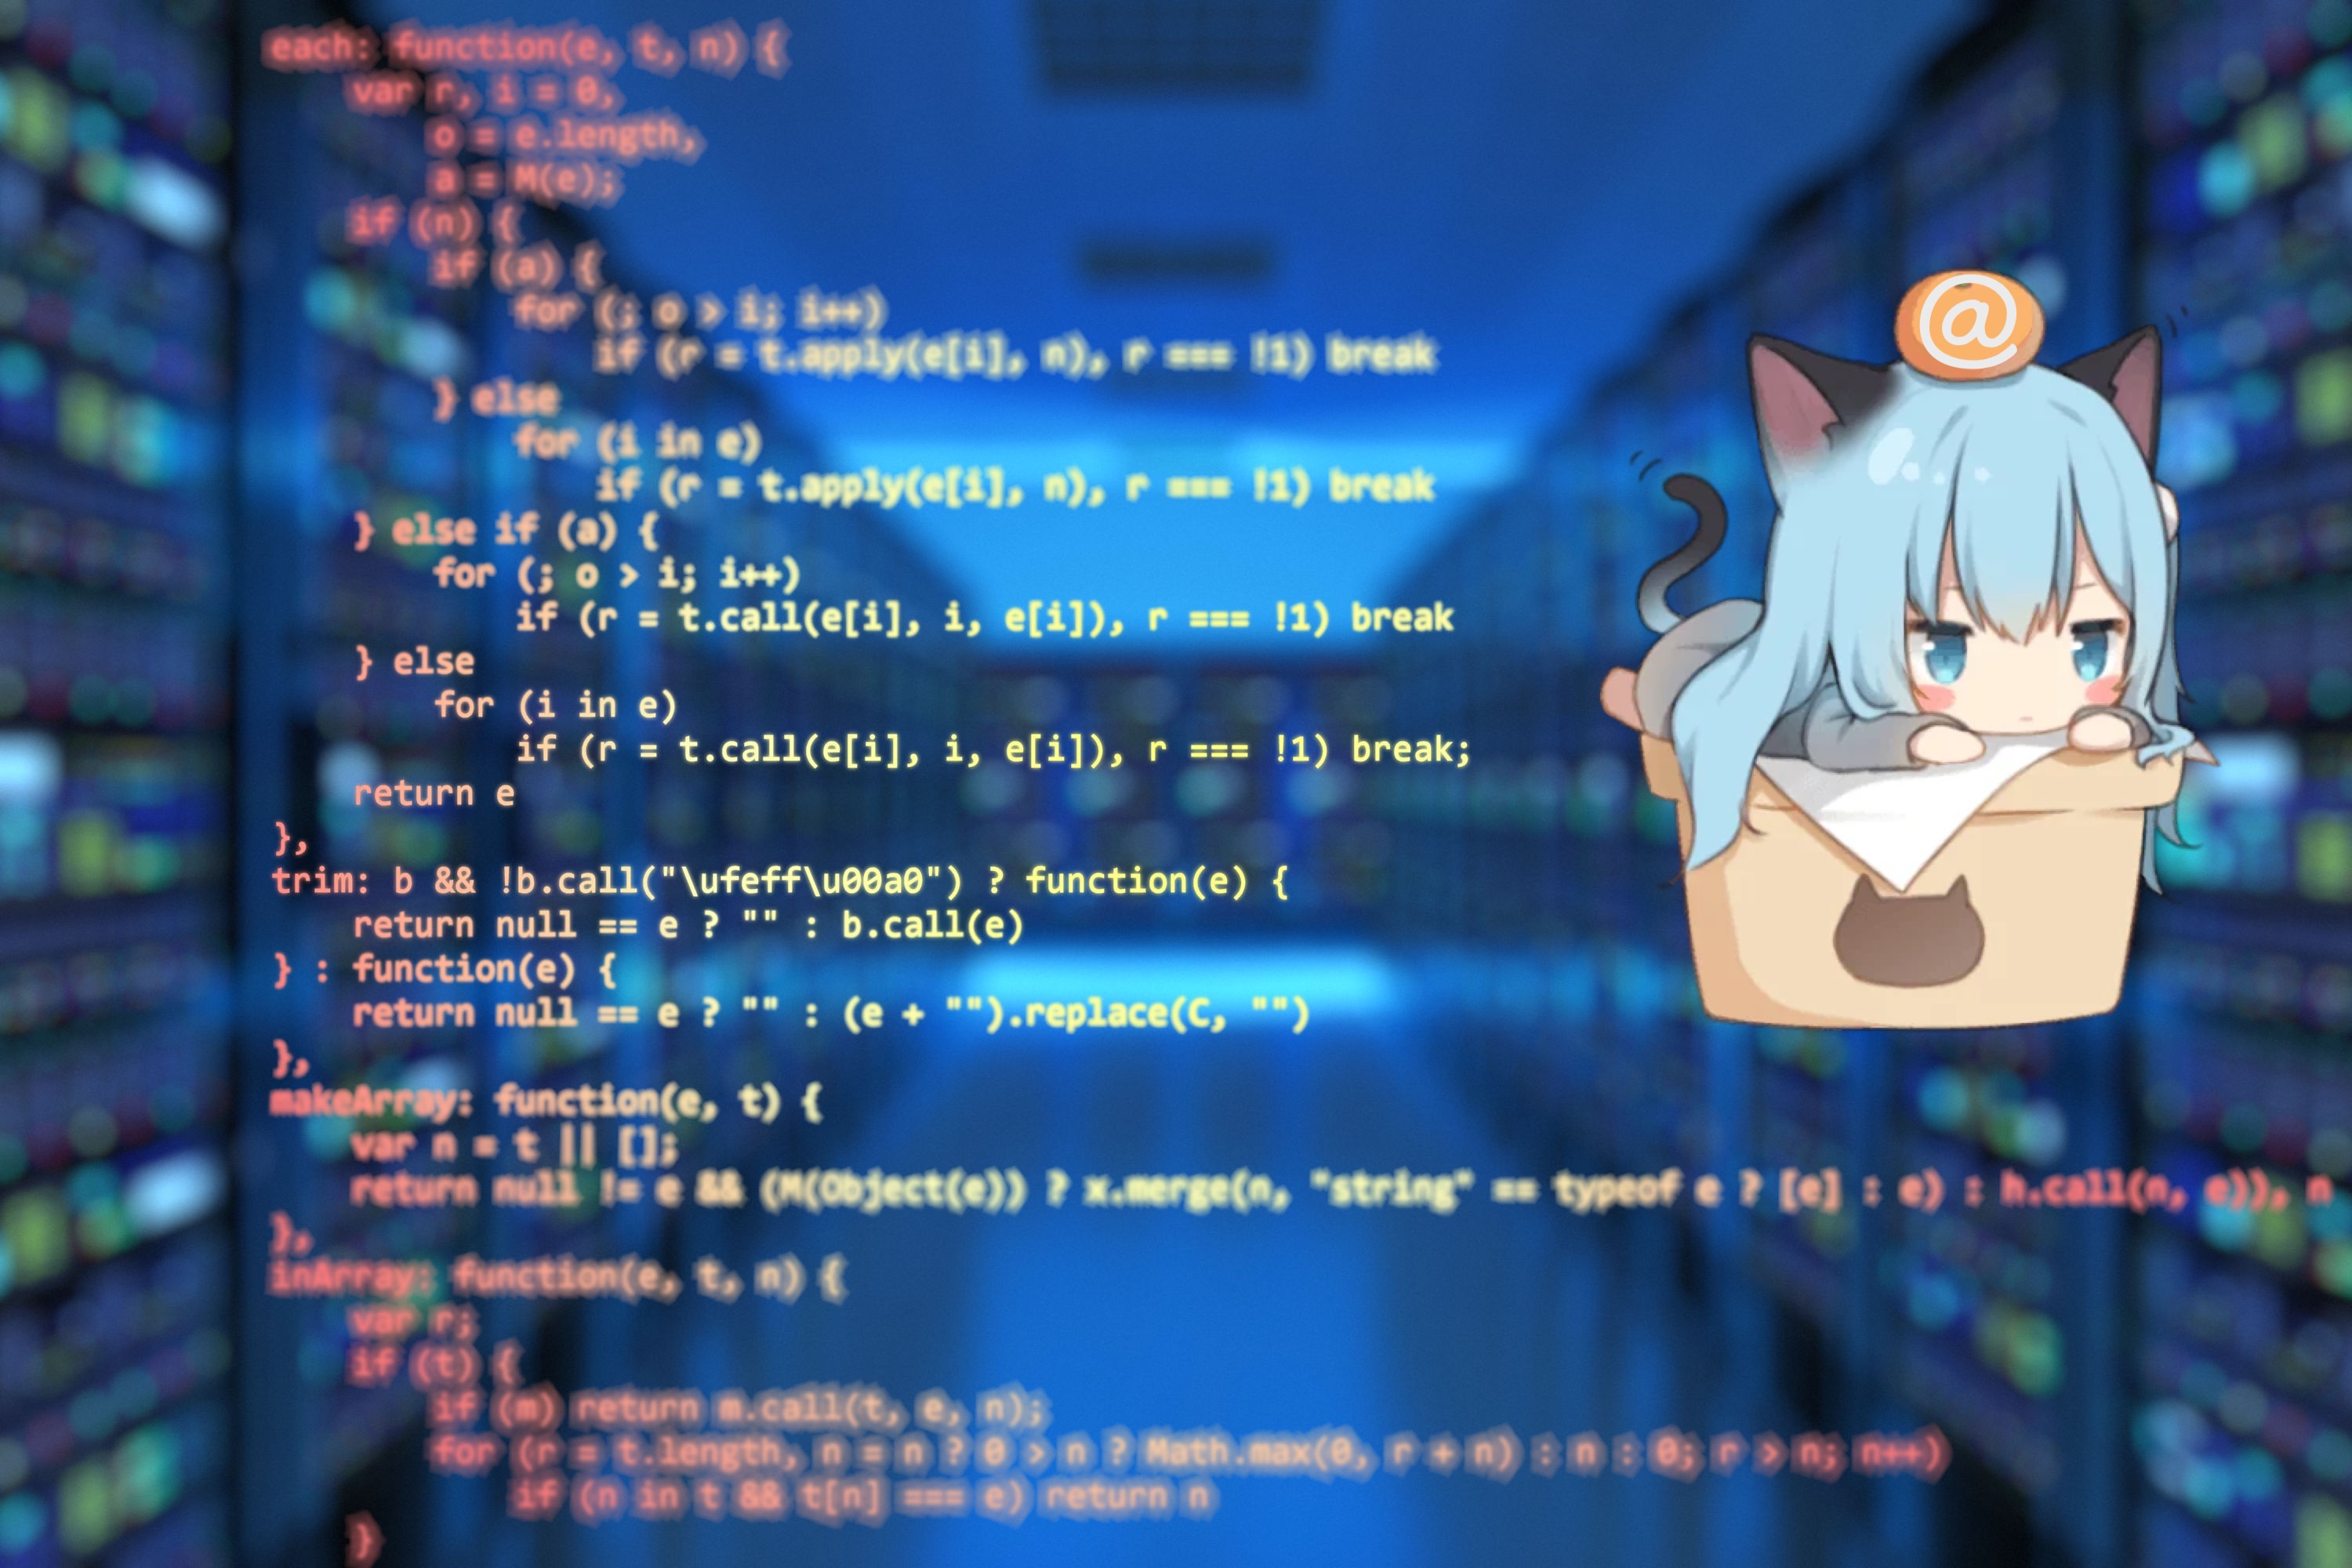 each: function(e, t, n) {
var r, i = 0,
o = e.length,
a = M(e);
if (n) {
if (a) {
for (; o > i; i++)
if (r = t.apply(e[i], n), r === !1) break
} else
for (i in e)
if (r = t.apply(e[i], n), r === !1) break
} else if (a) {
for (; o > i; i++)
if (r = t.call(e[i], i, e[i]), r === !1) break
} else
for (i in e)
if (r = t.call(e[i], i, e[i]), r === !1) break;
return e
},
trim: b && !b.call("\ufeff\u00a0") ? function(e) {
return null == e ? "" : b.call(e)
} : function(e) {
return null == e ? "" : (e + "").replace(C, "")
},
makeArray: function(e, t) {
var n = t || [];
return null != e && (M(Object(e)) ? x.merge(n, "string" == typeof e ? [e] : e) : h.call(n, e)), n
},
inArray: function(e, t, n) {
var r;
if (t) {
if (m) return m.call(t, e, n);
for (r = t.length, n = n ? 0 > n ? Math.max(0, r + n) : n : 0; r > n; n++)
if (n in t && t[n] === e) return n
}
@